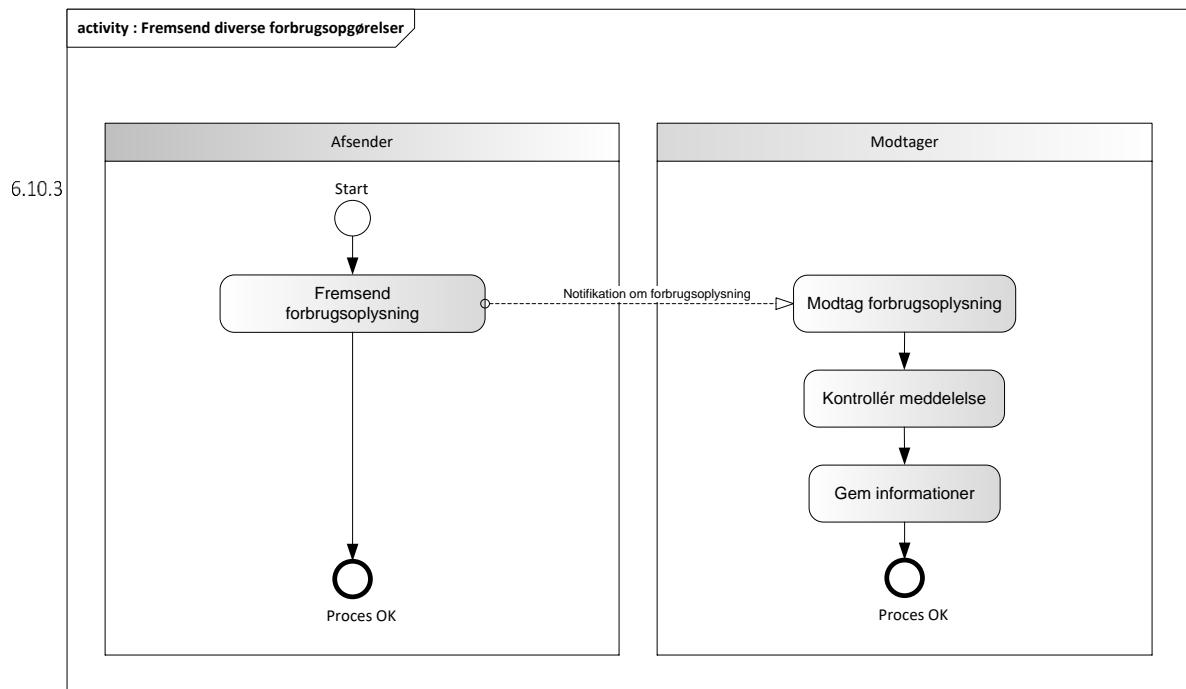 activity : Fremsend diverse forbrugsopgørelser
Afsender
Modtager
6.10.3
Start
Fremsend
forbrugsoplysning
Notifikation om forbrugsoplysning
Modtag forbrugsoplysning
Kontrollér meddelelse
Gem informationer
Proces OK
Proces OK